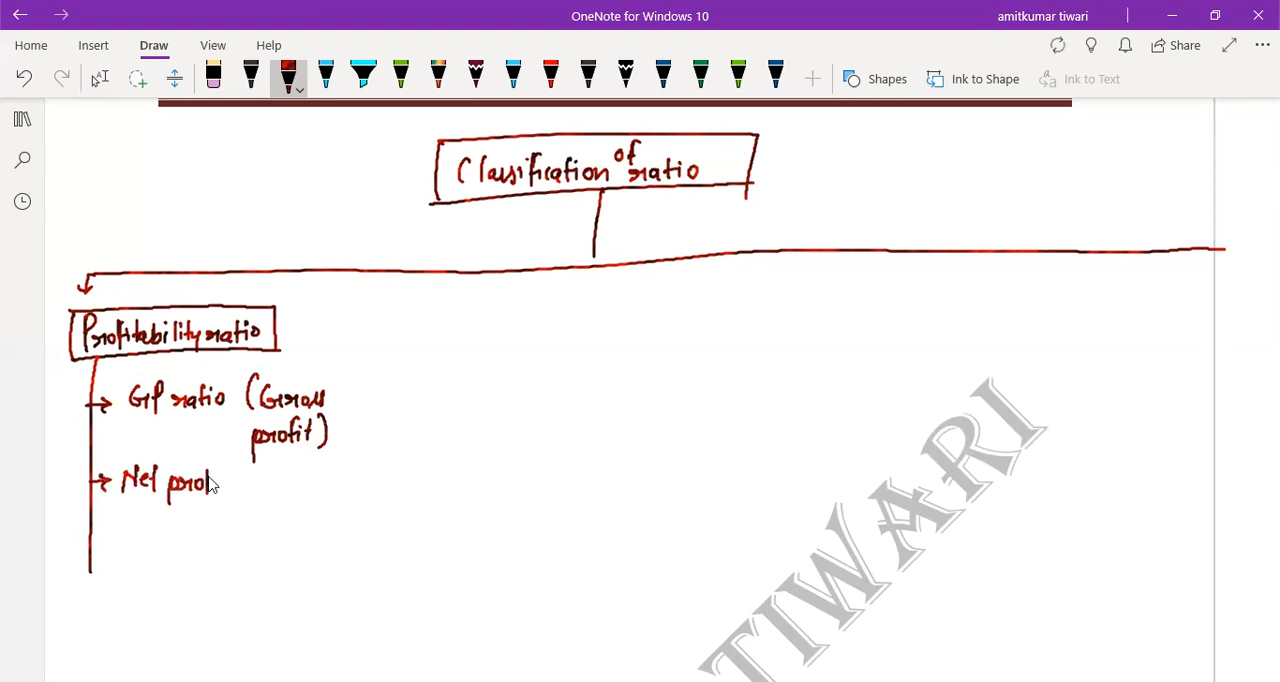 OneNote for Windows 10
amitkumar tiwari
Home Insert Draw View Help
Share
Shapes Ink to Shape Ink to Text
Classification of ratio
Profitability ratio
GP ratio (Gross
profit)
Net prof
TIWARI